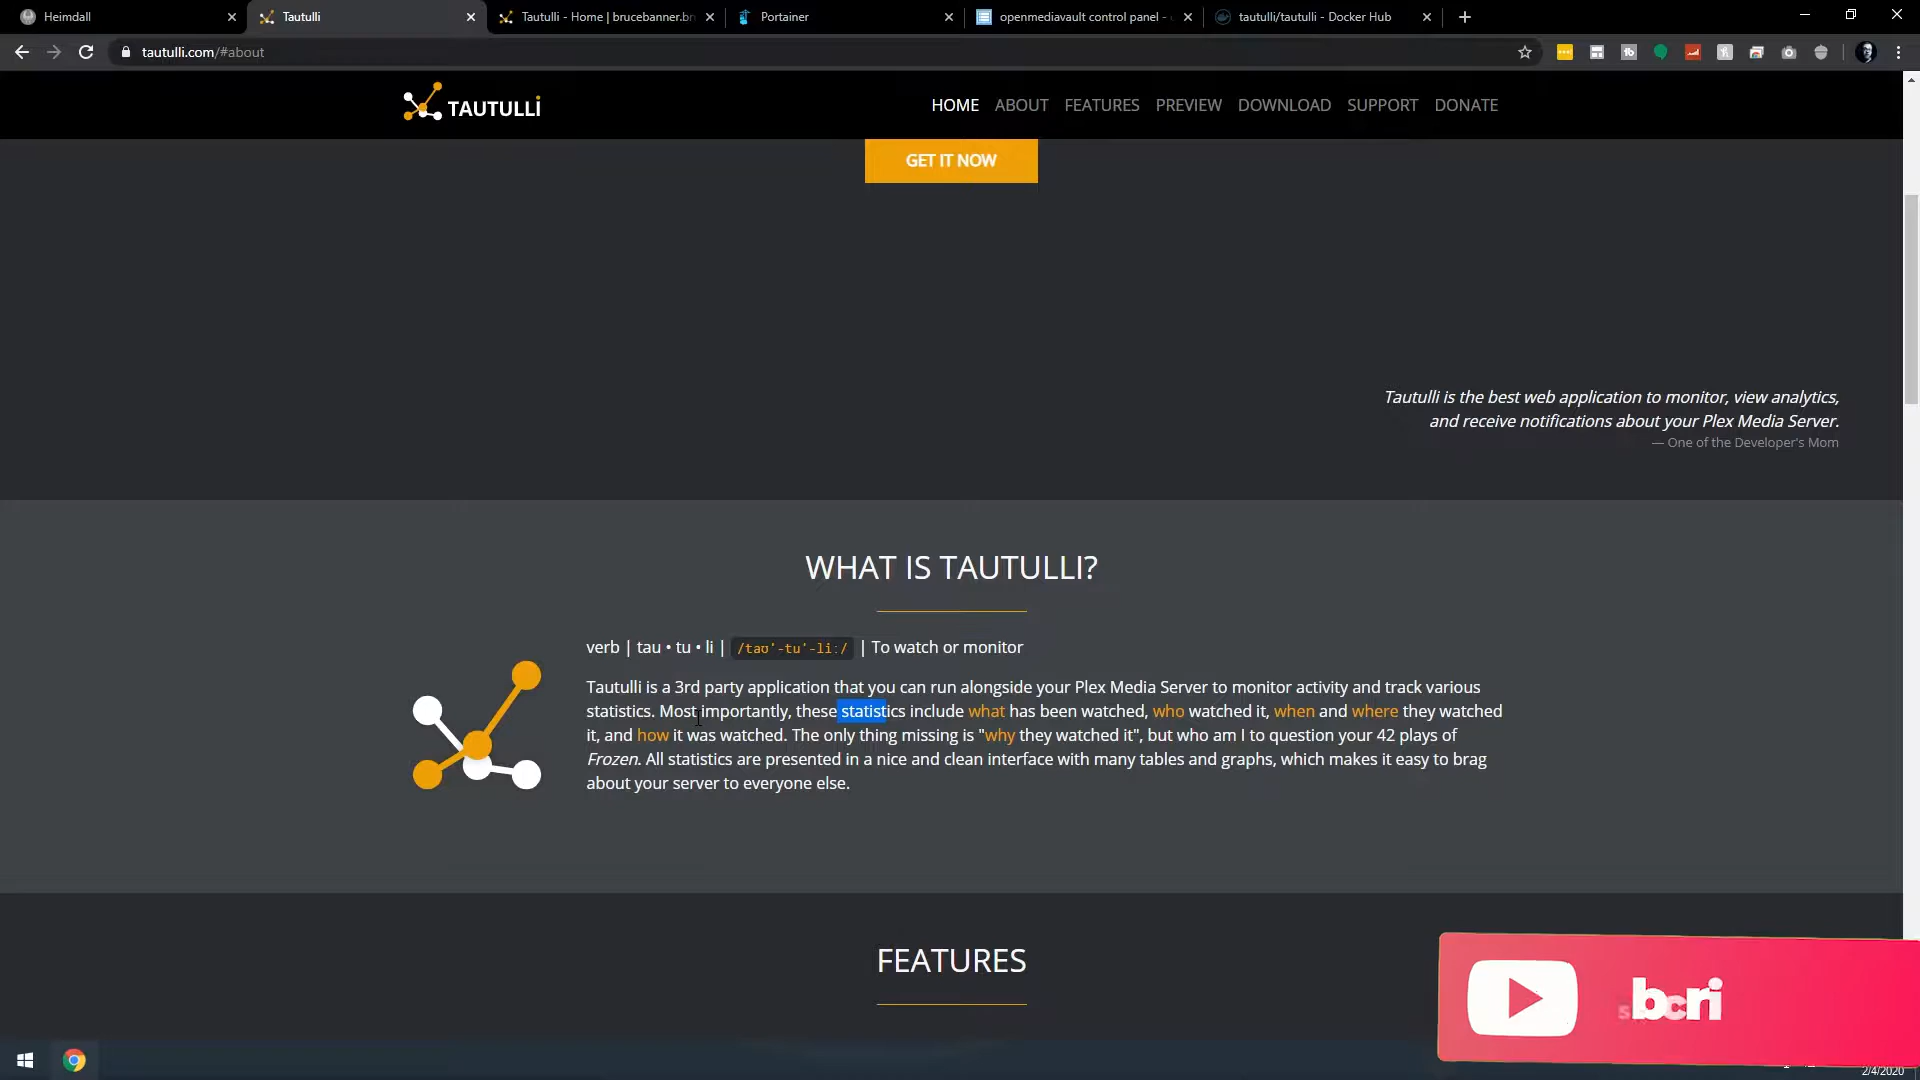 Heimdall
Tautulli
Tautulli - Home | brucebanner.br
Portainer
openmediavault control panel -
tautulli/tautulli - Docker Hub
tautulli.com/#about
TAUTULLI
HOME ABOUT FEATURES PREVIEW DOWNLOAD SUPPORT DONATE
GET IT NOW
Tautulli is the best web application to monitor, view analytics,
and receive notifications about your Plex Media Server.
— One of the Developer's Mom
WHAT IS TAUTULLI?
verb | tau • tu • li | /taʊ'-tu'-liː/ | To watch or monitor
Tautulli is a 3rd party application that you can run alongside your Plex Media Server to monitor activity and track various
statistics. Most importantly, these statistics include what has been watched, who watched it, when and where they watched
it, and how it was watched. The only thing missing is "why they watched it", but who am I to question your 42 plays of
Frozen. All statistics are presented in a nice and clean interface with many tables and graphs, which makes it easy to brag
about your server to everyone else.
FEATURES
bcri
2/4/2020